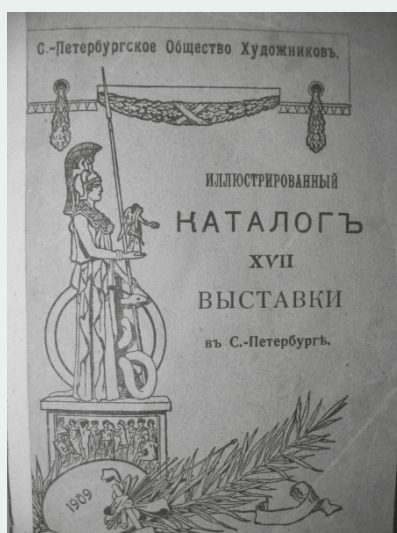 С.-Петербургское Общество Художниковъ.
ИЛЛЮСТРИРОВАННЫЙ
КАТАЛОГЪ
XVII
ВЫСТАВКИ
въ С.-Петербургѣ.
1909